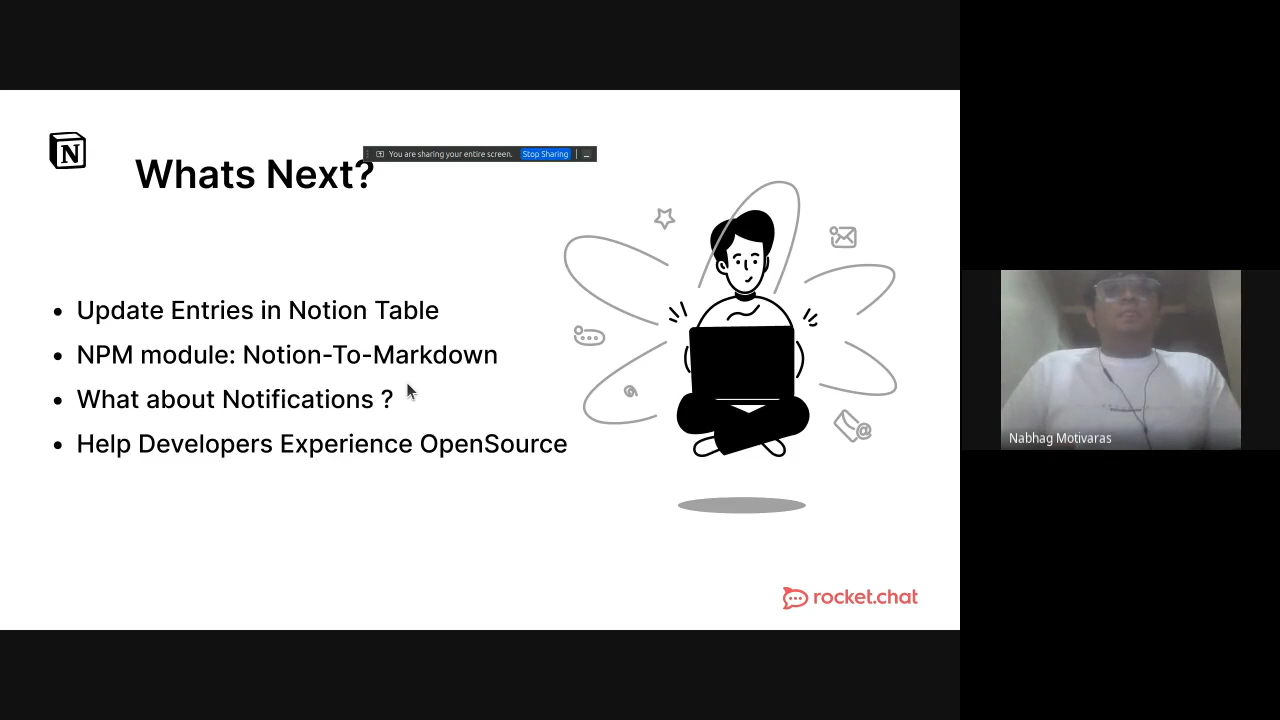 N
Whats Next?
You are sharing your entire screen. Stop Sharing
Update Entries in Notion Table
NPM module: Notion-To-Markdown
What about Notifications ?
Help Developers Experience OpenSource
@
rocket.chat
Nabhag Motivaras